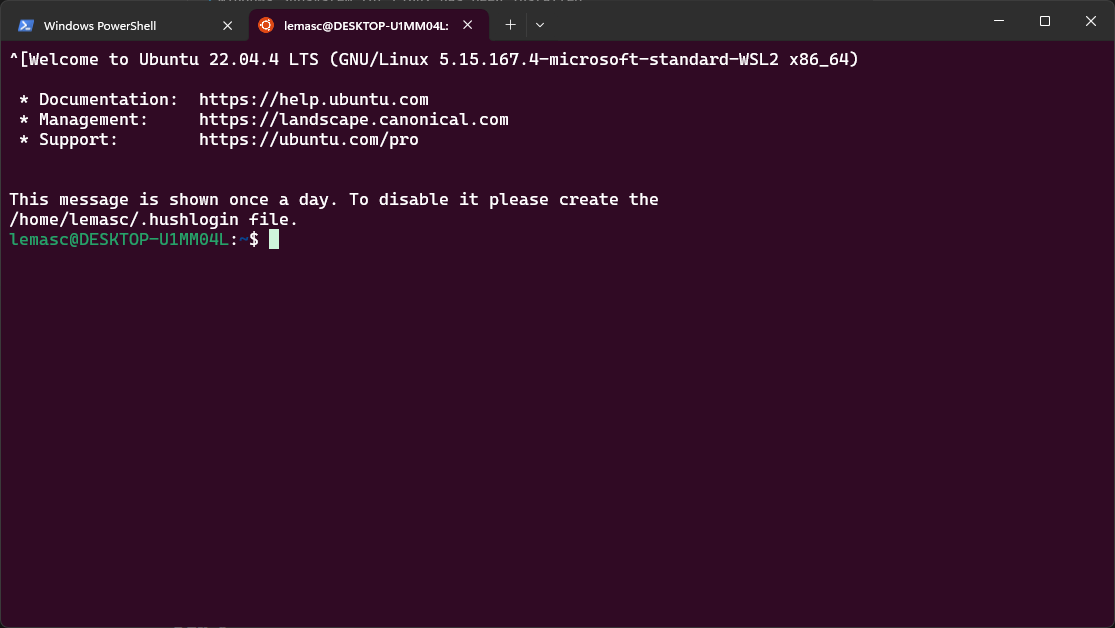 Windows PowerShell
lemasc@DESKTOP-U1MM04L:
^[Welcome to Ubuntu 22.04.4 LTS (GNU/Linux 5.15.167.4-microsoft-standard-WSL2 x86_64)
* Documentation: https://help.ubuntu.com
* Management: https://landscape.canonical.com
* Support: https://ubuntu.com/pro
This message is shown once a day. To disable it please create the
/home/lemasc/.hushlogin file.
lemasc@DESKTOP-U1MM04L:~$